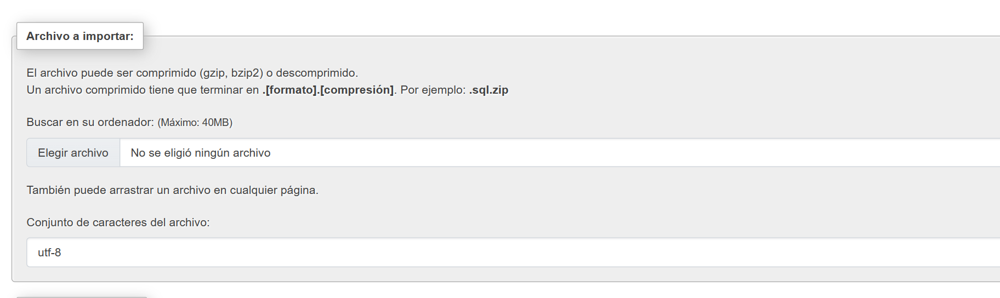 Archivo a importar:
El archivo puede ser comprimido (gzip, bzip2) o descomprimido.
Un archivo comprimido tiene que terminar en .[formato].[compresión]. Por ejemplo: .sql.zip
Buscar en su ordenador: (Máximo: 40MB)
Elegir archivo No se eligió ningún archivo
También puede arrastrar un archivo en cualquier página.
Conjunto de caracteres del archivo:
utf-8